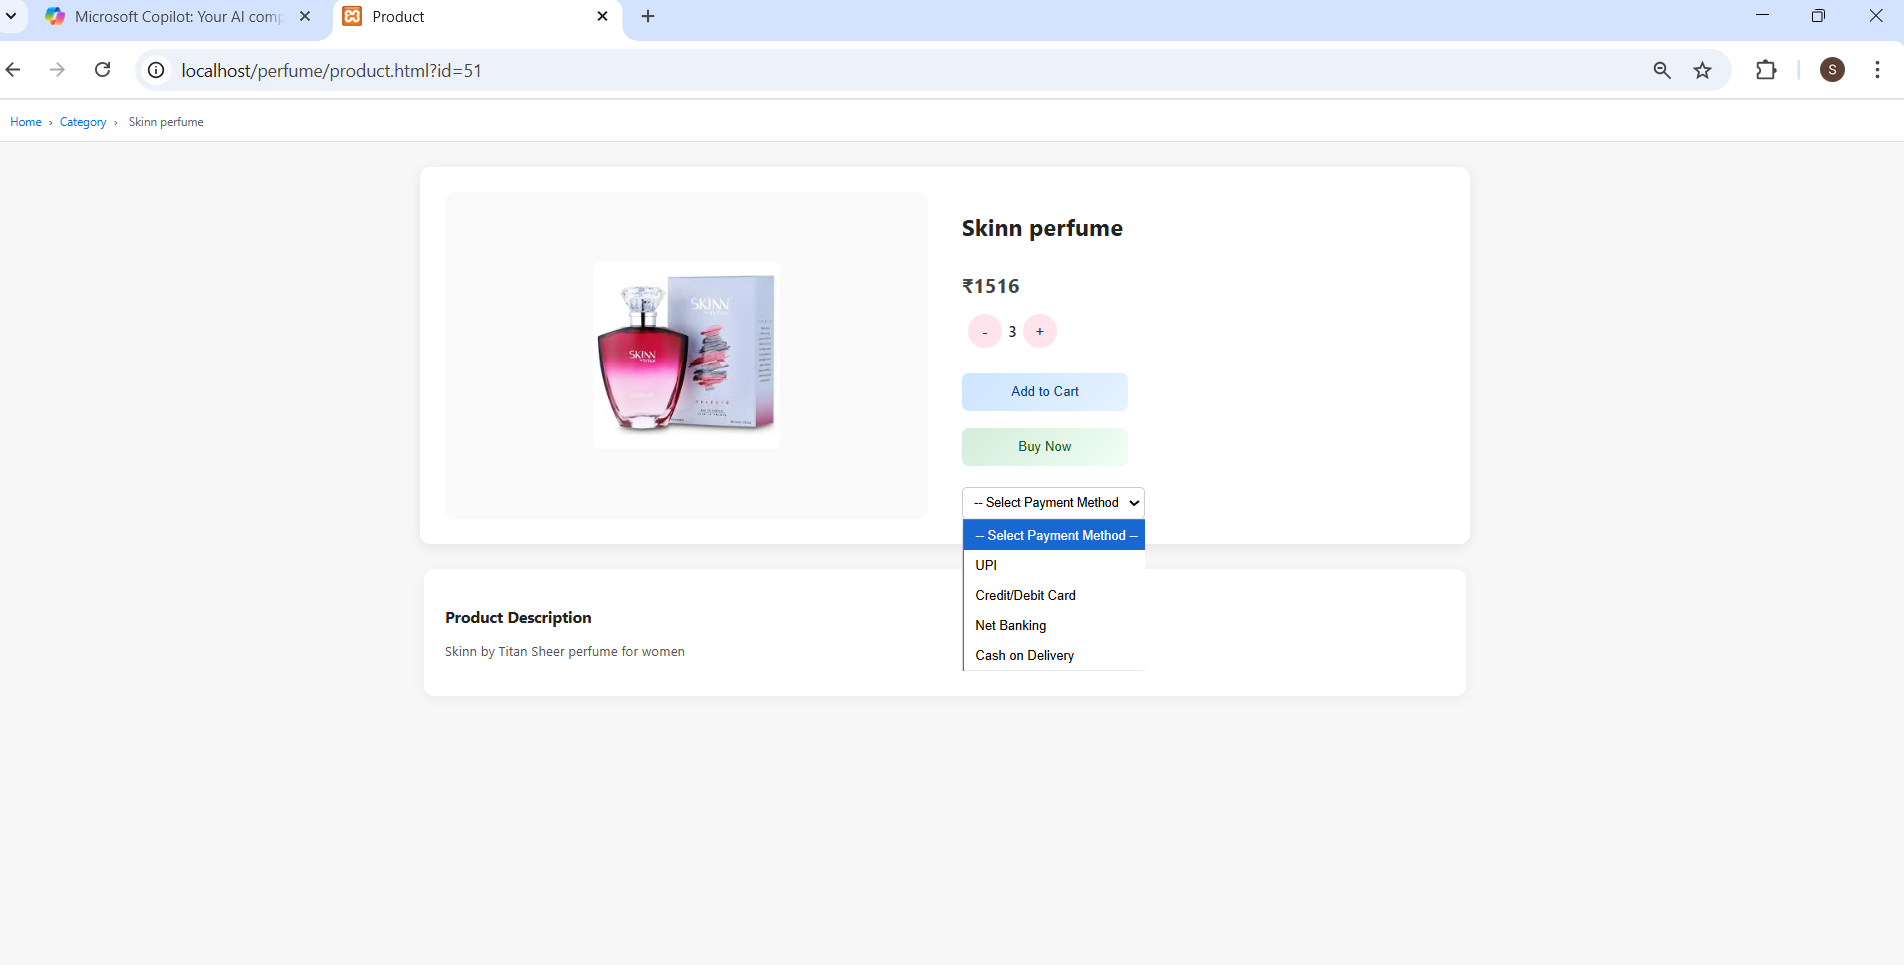 Microsoft Copilot: Your AI comp
Product
localhost/perfume/product.html?id=51
S
Home › Category › Skinn perfume
Skinn perfume
₹1516
- 3 +
Add to Cart
Buy Now
-- Select Payment Method
-- Select Payment Method --
UPI
Credit/Debit Card
Net Banking
Cash on Delivery
SKINN
SKINN
Product Description
Skinn by Titan Sheer perfume for women